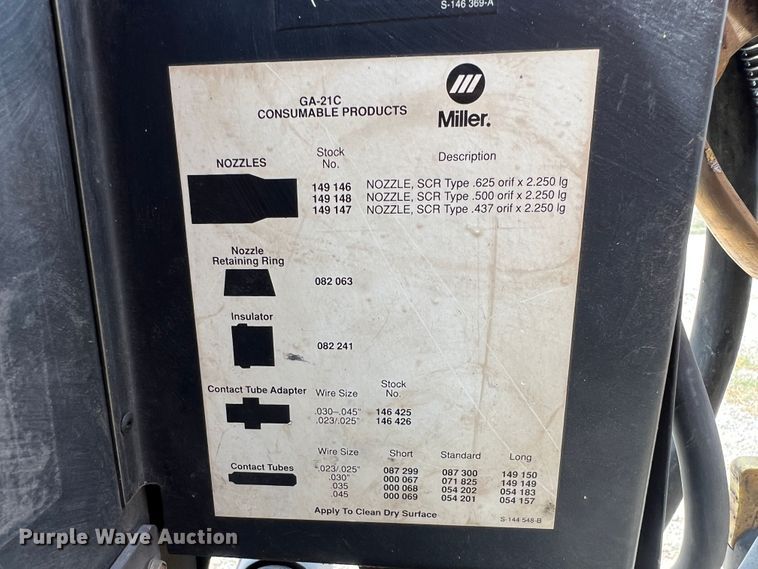 S-146 369-A
GA-21C
CONSUMABLE PRODUCTS
Miller.
NOZZLES
Stock No.
Description
149 146 NOZZLE, SCR Type .625 orif x 2.250 lg
149 148 NOZZLE, SCR Type .500 orif x 2.250 lg
149 147 NOZZLE, SCR Type .437 orif x 2.250 lg
Nozzle
Retaining Ring
082 063
Insulator
082 241
Contact Tube Adapter
Wire Size
Stock No.
.030–.045" 146 425
.023/.025" 146 426
Wire Size Short Standard Long
Contact Tubes
.023/.025" 087 299 087 300 149 150
.030" 000 067 071 825 149 149
.035 000 068 054 202 054 183
.045 000 069 054 201 054 157
Apply To Clean Dry Surface
S-144 548-B
Purple Wave Auction